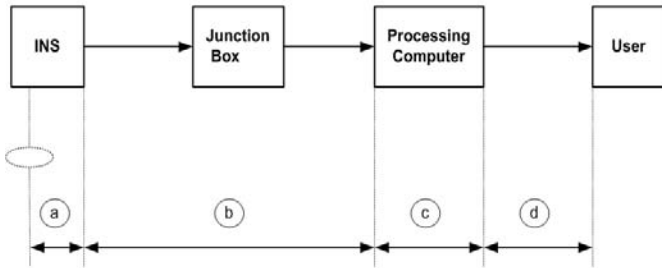 INS
Junction
Box
Processing
Computer
User
a
b
c
d